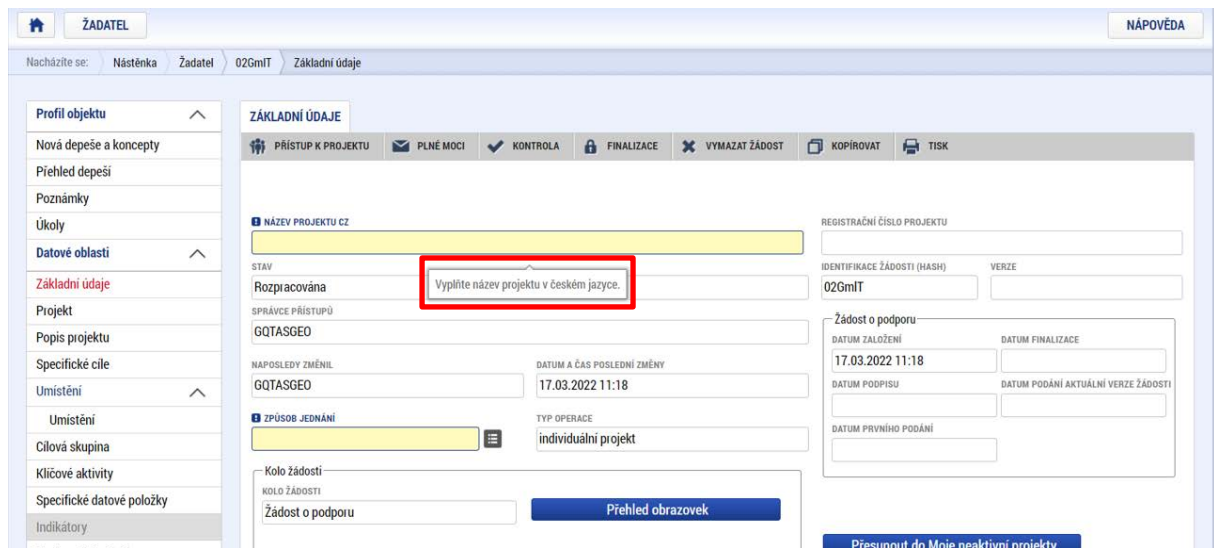 ŽADATEL
NÁPOVĚDA
Nacházíte se: Nástěnka Žadatel 02GmIT Základní údaje
Profil objektu
Nová depeše a koncepty
Přehled depeší
Poznámky
Úkoly
Datové oblasti
Základní údaje
Projekt
Popis projektu
Specifické cíle
Umístění
Umístění
Cílová skupina
Klíčové aktivity
Specifické datové položky
Indikátory
ZÁKLADNÍ ÚDAJE
PŘÍSTUP K PROJEKTU PLNÉ MOCI KONTROLA FINALIZACE VYMAZAT ŽÁDOST KOPÍROVAT TISK
NÁZEV PROJEKTU CZ
Vyplňte název projektu v českém jazyce.
STAV
Rozpracována
SPRÁVCE PŘÍSTUPŮ
GQTASGEO
NAPOSLEDY ZMĚNIL
GQTASGEO
DATUM A ČAS POSLEDNÍ ZMĚNY
17.03.2022 11:18
ZPŮSOB JEDNÁNÍ
TYP OPERACE
individuální projekt
Kolo žádosti
KOLO ŽÁDOSTI
Žádost o podporu
Přehled obrazovek
REGISTRAČNÍ ČÍSLO PROJEKTU
IDENTIFIKACE ŽÁDOSTI (HASH)
02GmIT
VERZE
Žádost o podporu
DATUM ZALOŽENÍ
17.03.2022 11:18
DATUM FINALIZACE
DATUM PODPISU
DATUM PODÁNÍ AKTUÁLNÍ VERZE ŽÁDOSTI
DATUM PRVNÍHO PODÁNÍ
Přesunout do Moje neaktivní projekty